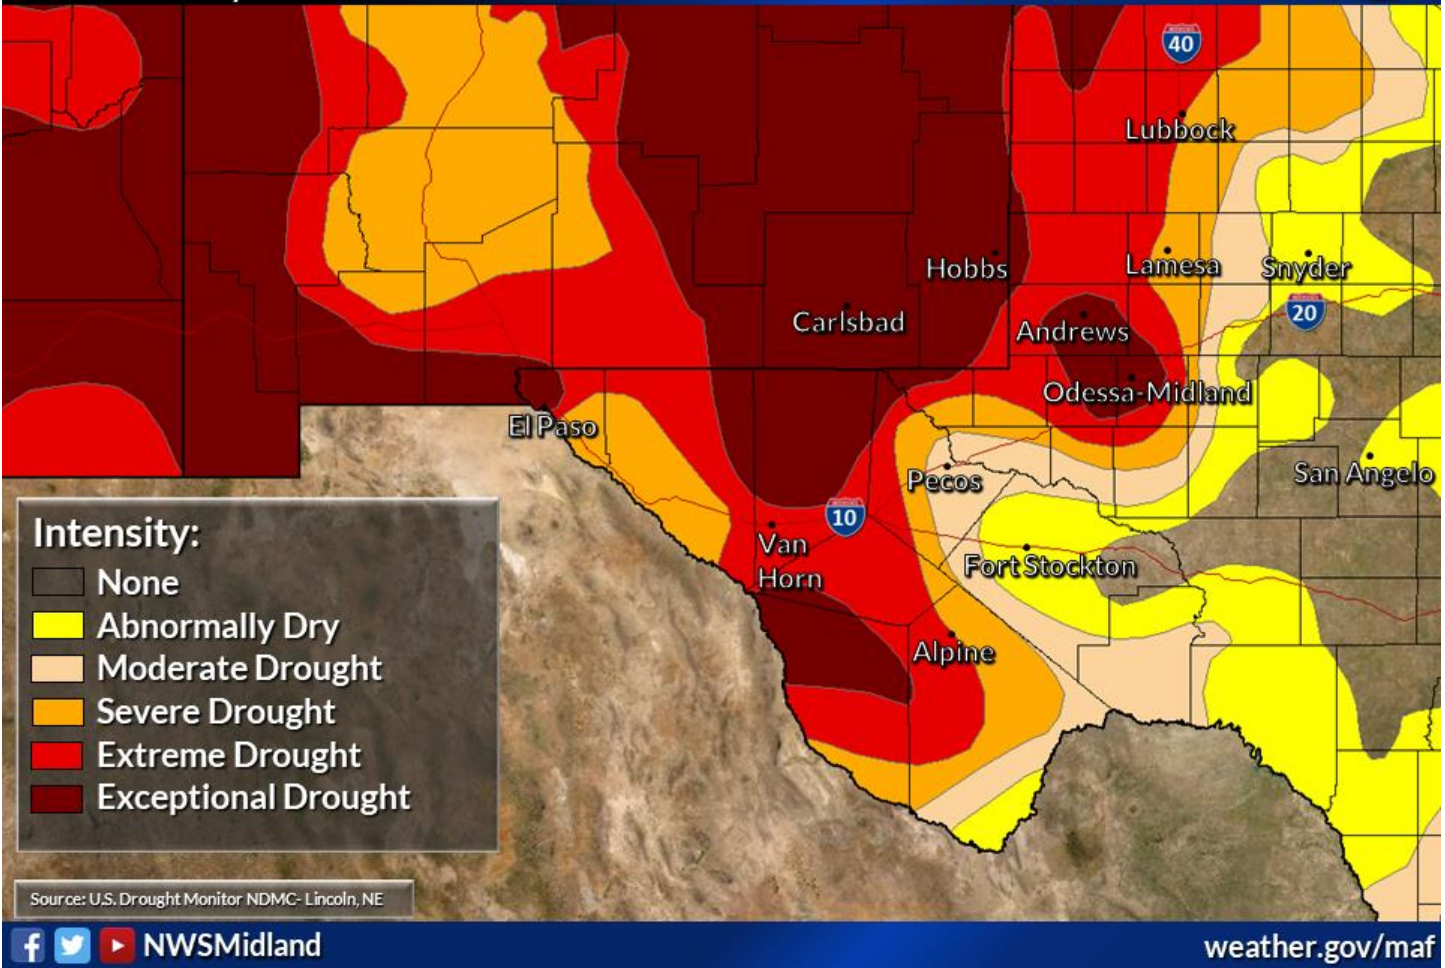 40
Lubbock
Hobbs
Lamesa
Snyder
Carlsbad
Andrews
20
Odessa-Midland
El Paso
Pecos
San Angelo
10
Van
Horn
Fort Stockton
Alpine
Intensity:
None
Abnormally Dry
Moderate Drought
Severe Drought
Extreme Drought
Exceptional Drought
Source: U.S. Drought Monitor NDMC- Lincoln, NE
NWSMidland
weather.gov/maf